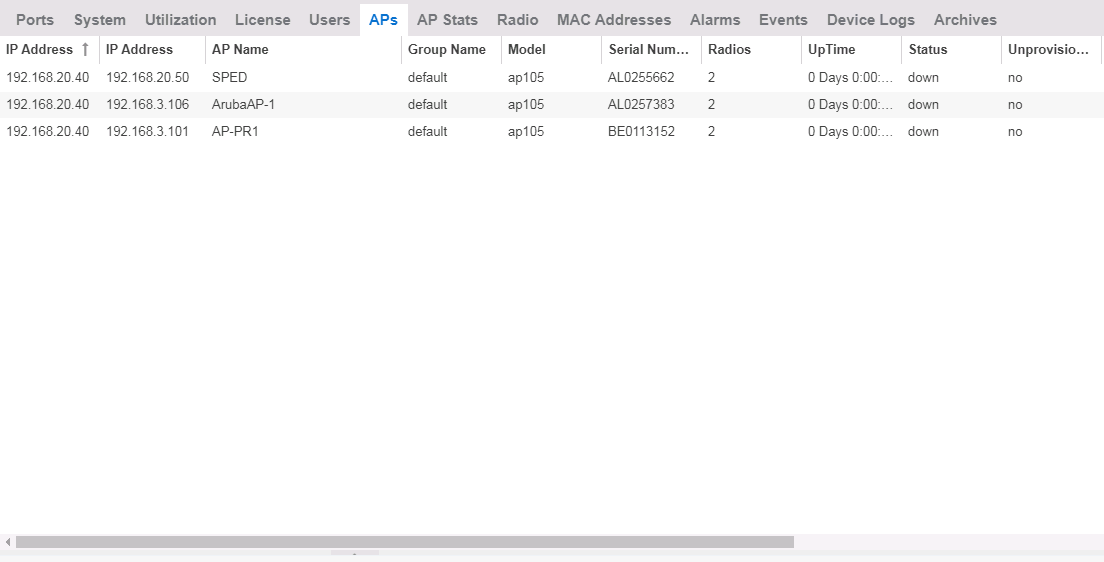 Ports System Utilization License Users APs AP Stats Radio MAC Addresses Alarms Events Device Logs Archives
IP Address ↑ IP Address AP Name Group Name Model Serial Num... Radios UpTime Status Unprovisio...
192.168.20.40 192.168.20.50 SPED default ap105 AL0255662 2 0 Days 0:00:... down no
192.168.20.40 192.168.3.106 ArubaAP-1 default ap105 AL0257383 2 0 Days 0:00:... down no
192.168.20.40 192.168.3.101 AP-PR1 default ap105 BE0113152 2 0 Days 0:00:... down no